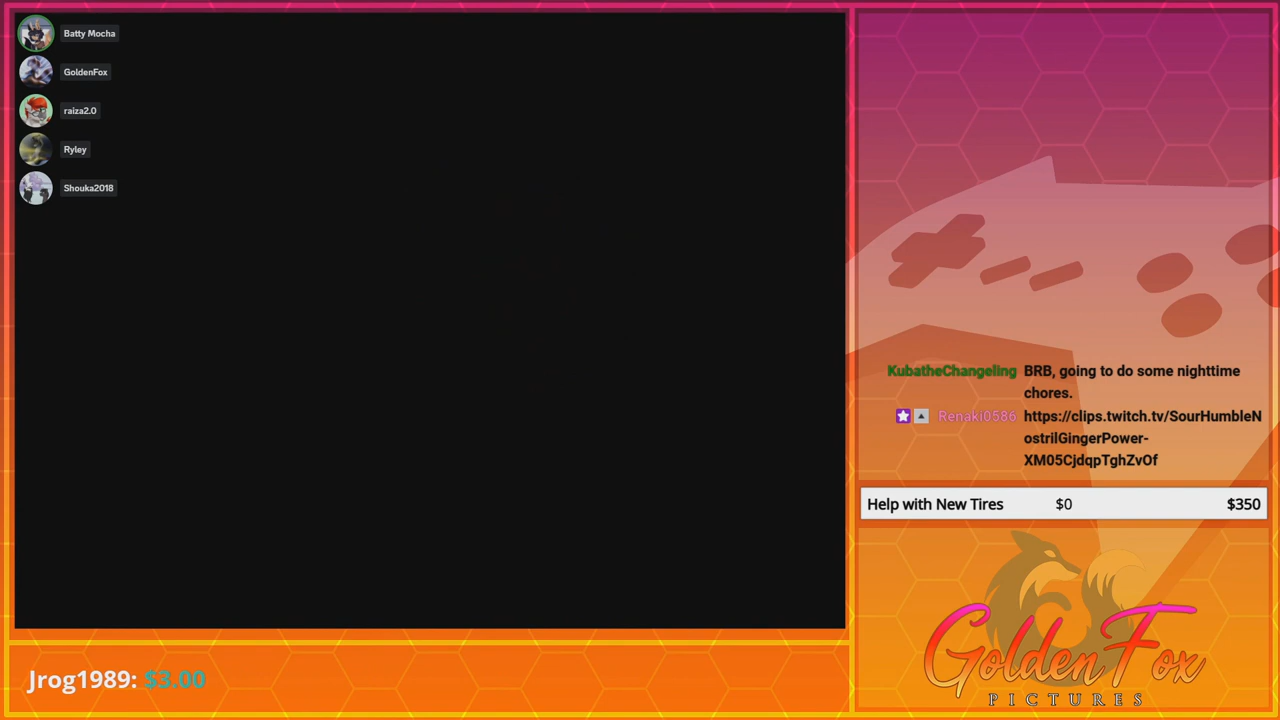 Batty Mocha
GoldenFox
raiza2.0
Ryley
Shouka2018
KubatheChangeling BRB, going to do some nighttime
chores.
Renaki0586 https://clips.twitch.tv/SourHumbleN
ostrilGingerPower-
XM05CjdqpTghZvOf
Help with New Tires $0 $350
GoldenFox
PICTURES
Jrog1989: $3.00